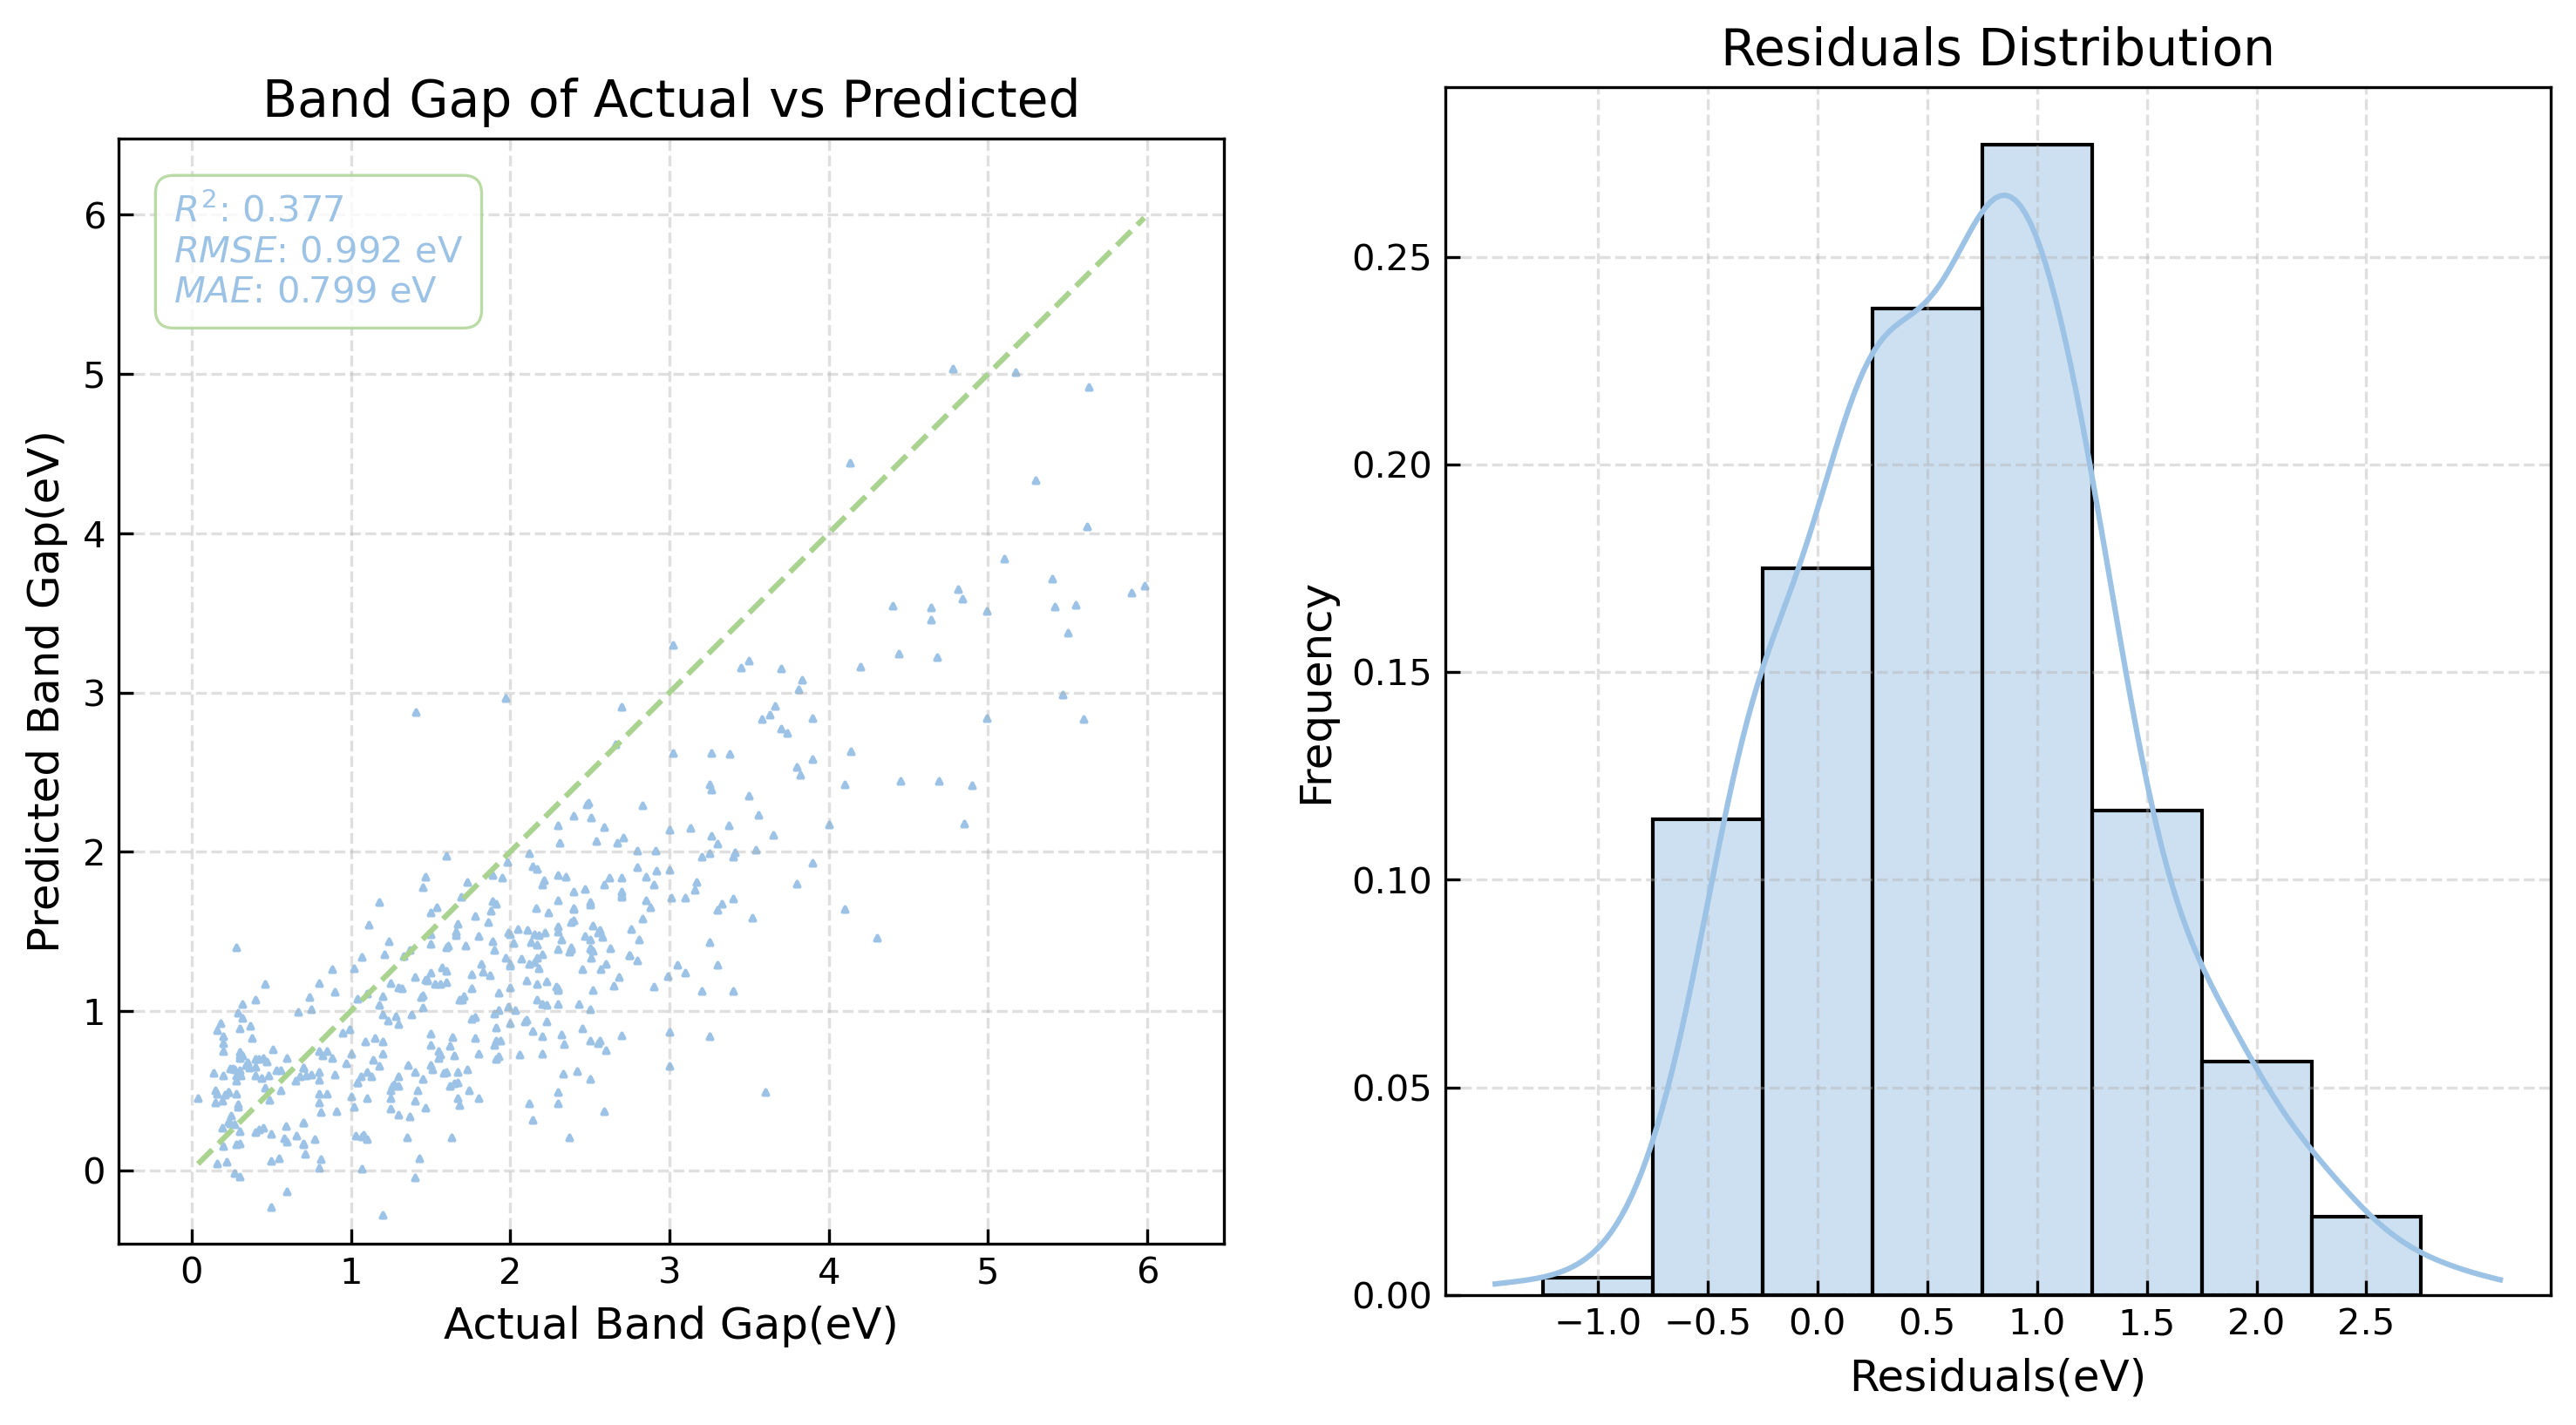 Band Gap of Actual vs Predicted
R²: 0.377
RMSE: 0.992 eV
MAE: 0.799 eV
Predicted Band Gap(eV)
6
5
4
3
2
1
0
0 1 2 3 4 5 6
Actual Band Gap(eV)
Residuals Distribution
Frequency
0.25
0.20
0.15
0.10
0.05
0.00
−1.0 −0.5 0.0 0.5 1.0 1.5 2.0 2.5
Residuals(eV)